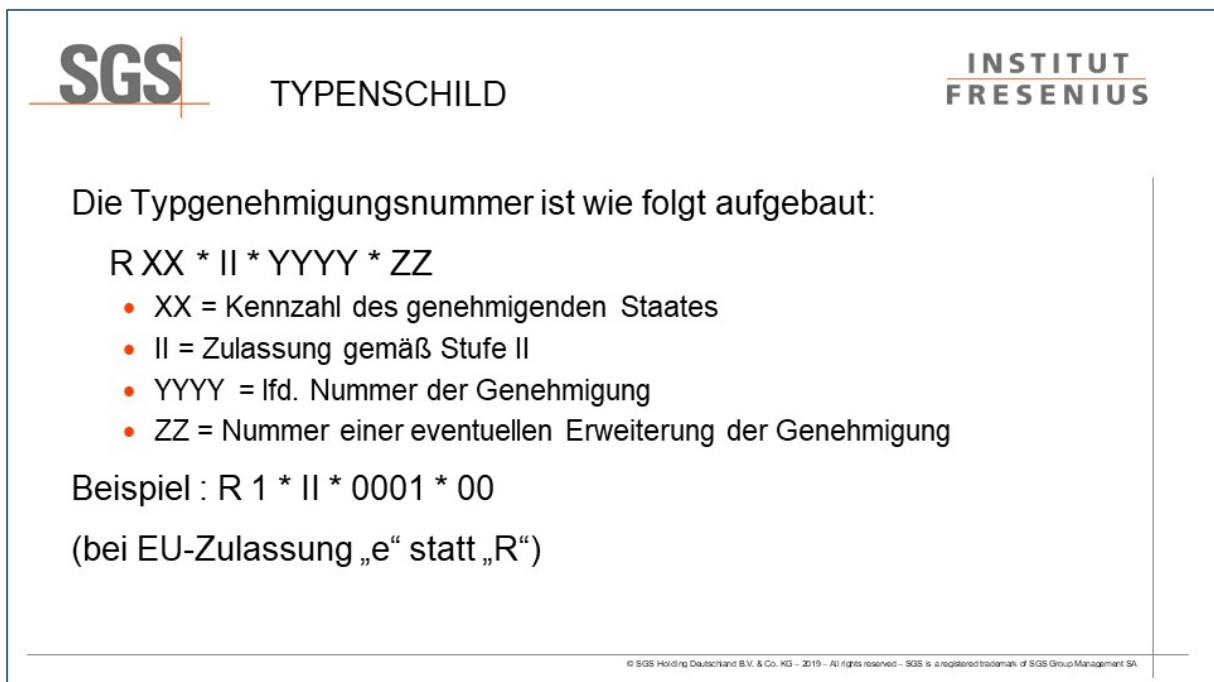 SGS
TYPENSCHILD
INSTITUT
FRESENIUS
Die Typgenehmigungsnummer ist wie folgt aufgebaut:
R XX * II * YYYY * ZZ
• XX = Kennzahl des genehmigenden Staates
• II = Zulassung gemäß Stufe II
• YYYY = lfd. Nummer der Genehmigung
• ZZ = Nummer einer eventuellen Erweiterung der Genehmigung
Beispiel : R 1 * II * 0001 * 00
(bei EU-Zulassung „e“ statt „R“)
© SGS Holding Deutschland B.V. & Co. KG – 2019 – All rights reserved – SGS is a registered trademark of SGS Group Management SA